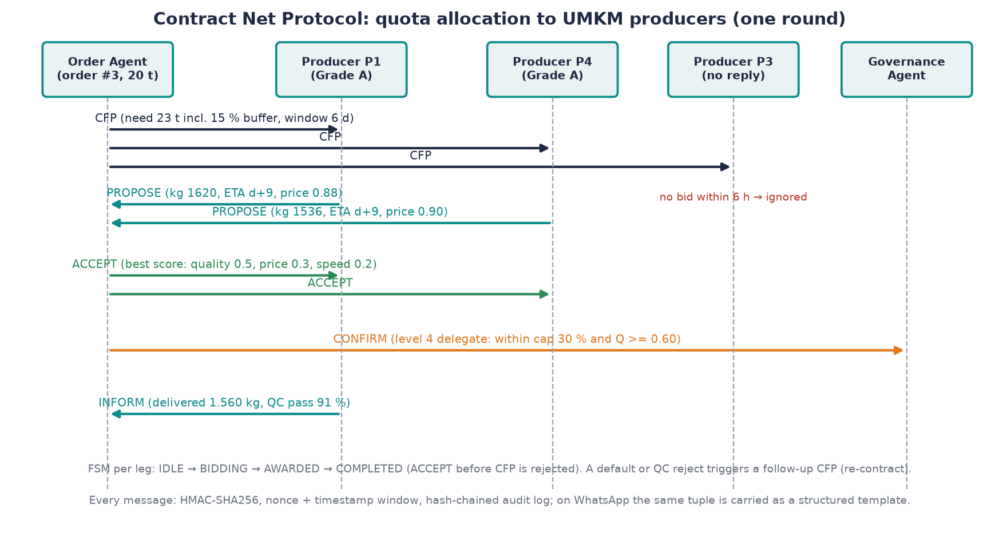 Contract Net Protocol: quota allocation to UMKM producers (one round)
Order Agent
(order #3, 20 t)
Producer P1
(Grade A)
Producer P4
(Grade A)
Producer P3
(no reply)
Governance
Agent
CFP (need 23 t incl. 15 % buffer, window 6 d)
CFP
CFP
PROPOSE (kg 1620, ETA d+9, price 0.88)
no bid within 6 h → ignored
PROPOSE (kg 1536, ETA d+9, price 0.90)
ACCEPT (best score: quality 0.5, price 0.3, speed 0.2)
ACCEPT
CONFIRM (level 4 delegate: within cap 30 % and Q >= 0.60)
INFORM (delivered 1.560 kg, QC pass 91 %)
FSM per leg: IDLE → BIDDING → AWARDED → COMPLETED (ACCEPT before CFP is rejected). A default or QC reject triggers a follow-up CFP (re-contract).
Every message: HMAC-SHA256, nonce + timestamp window, hash-chained audit log; on WhatsApp the same tuple is carried as a structured template.